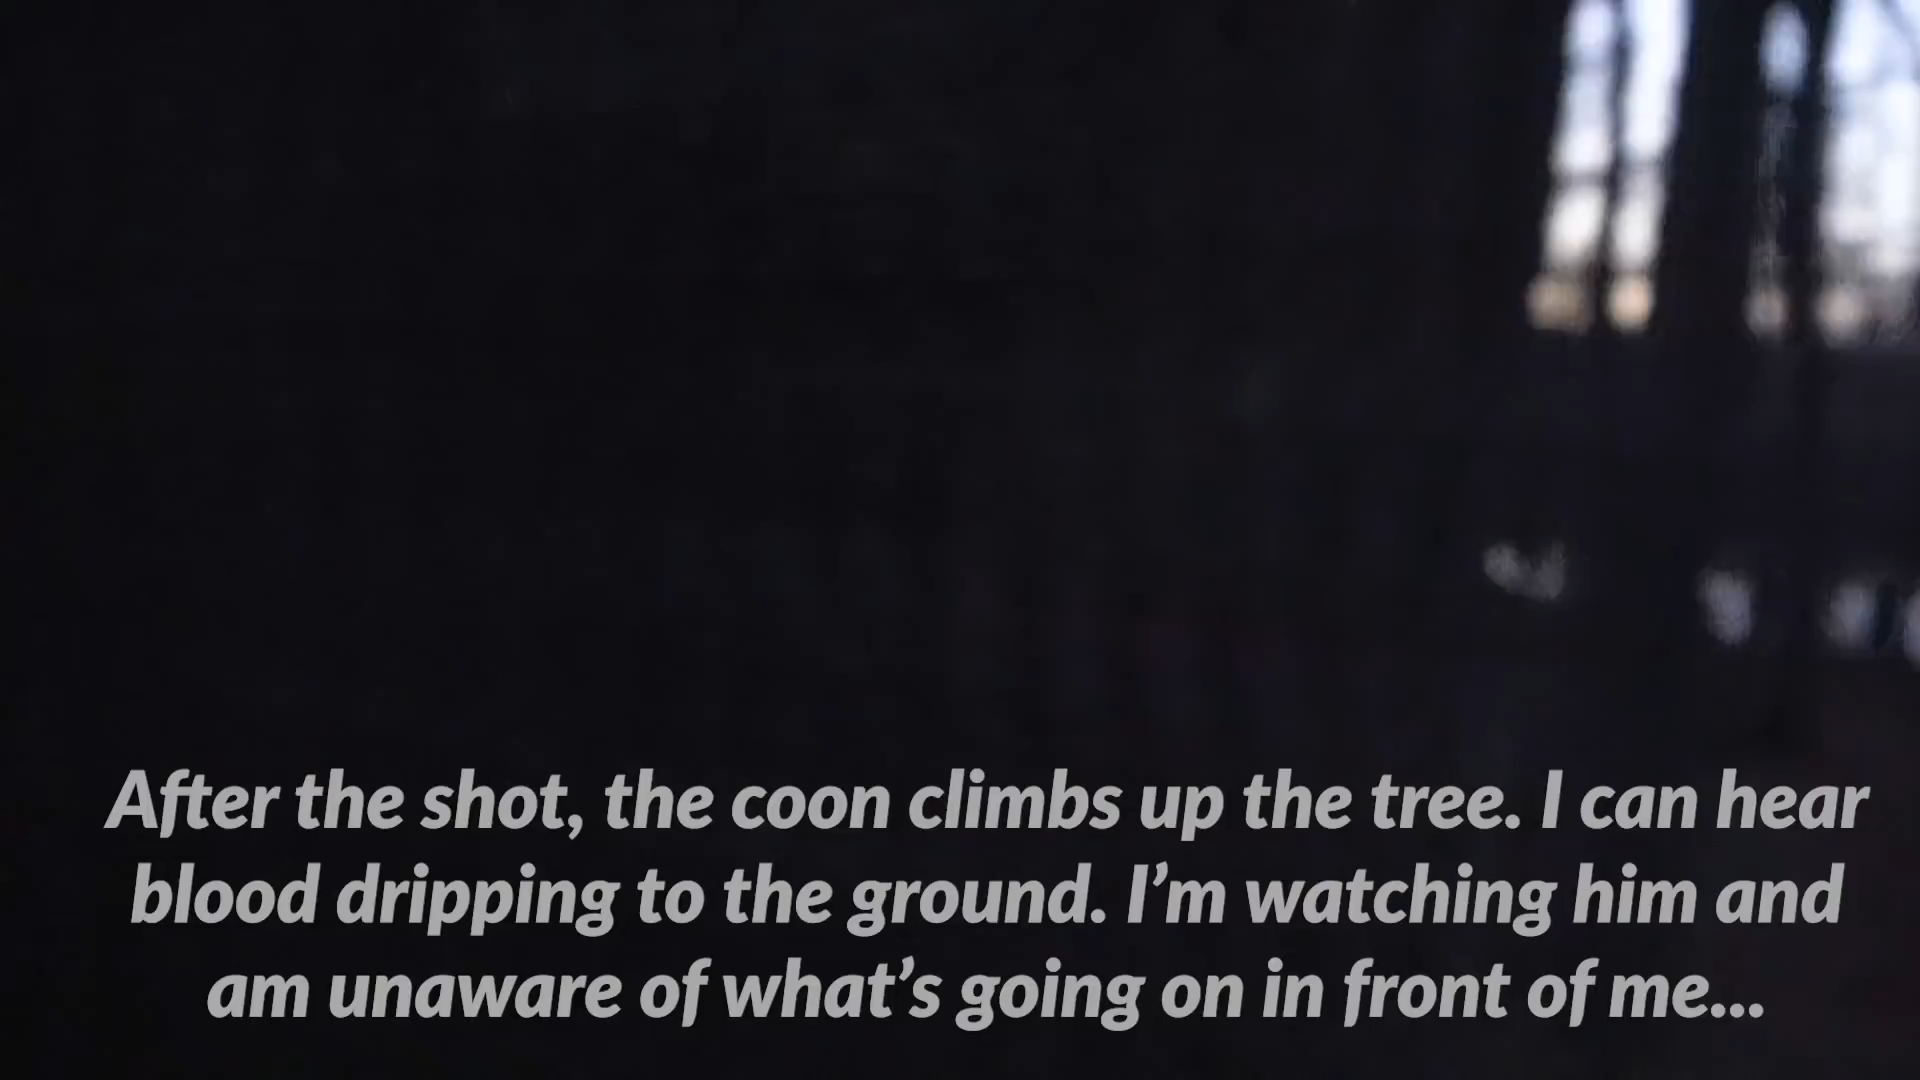 After the shot, the coon climbs up the tree. I can hear
blood dripping to the ground. I’m watching him and
am unaware of what’s going on in front of me...